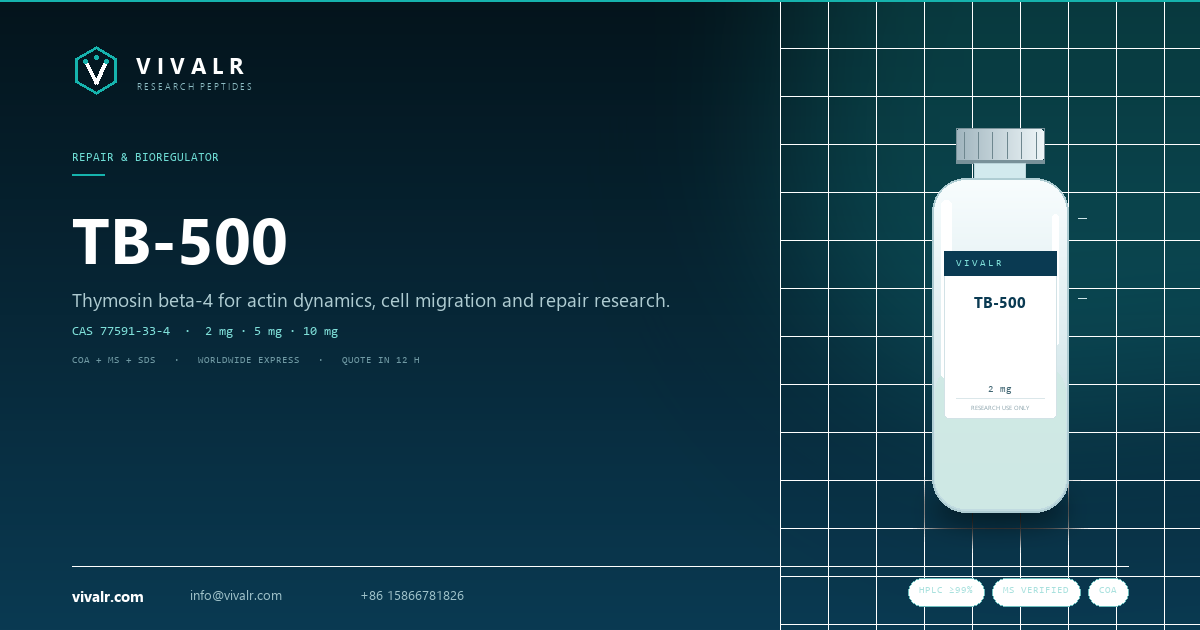 VIVALR
RESEARCH PEPTIDES
REPAIR & BIOREGULATOR
TB-500
Thymosin beta-4 for actin dynamics, cell migration and repair research.
CAS 77591-33-4 · 2 mg · 5 mg · 10 mg
COA + MS + SDS · WORLDWIDE EXPRESS · QUOTE IN 12 H
VIVALR
TB-500
2 mg
RESEARCH USE ONLY
vivalr.com info@vivalr.com +86 15866781826
HPLC ≥99% MS VERIFIED COA